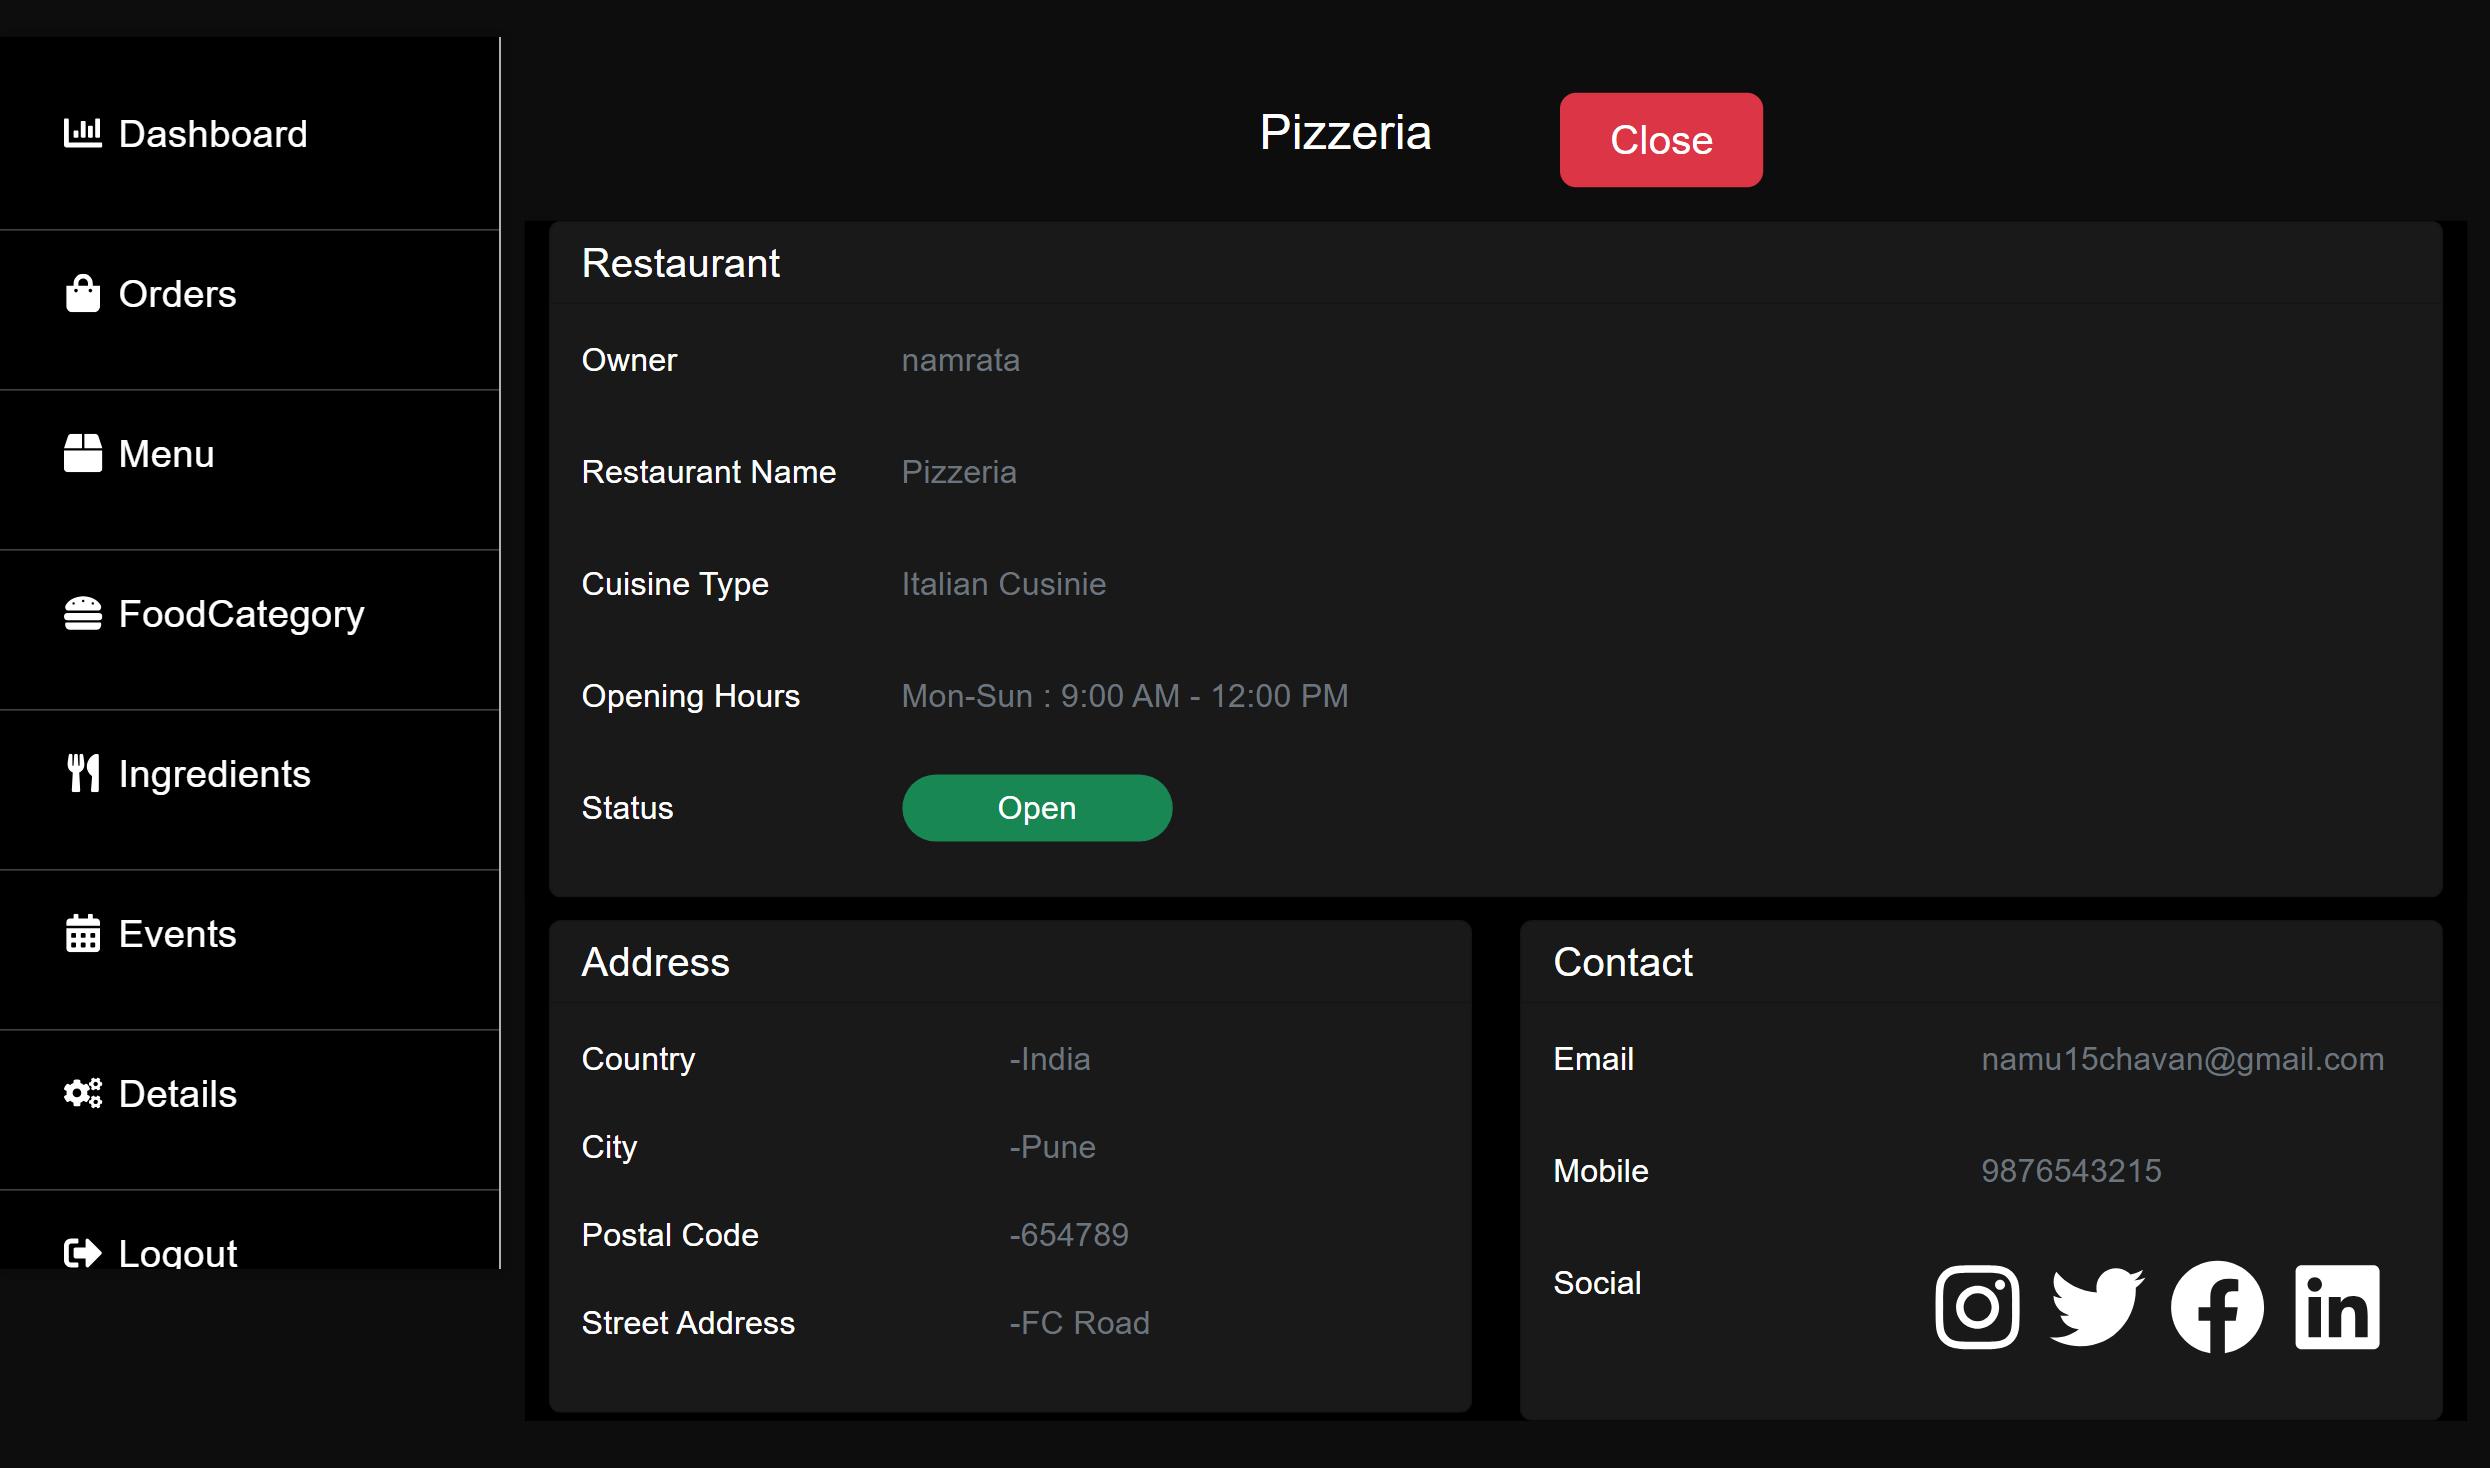 Dashboard
Orders
Menu
FoodCategory
Ingredients
Events
Details
Logout
Pizzeria
Close
Restaurant
Owner namrata
Restaurant Name Pizzeria
Cuisine Type Italian Cusinie
Opening Hours Mon-Sun : 9:00 AM - 12:00 PM
Status Open
Address
Country -India
City -Pune
Postal Code -654789
Street Address -FC Road
Contact
Email namu15chavan@gmail.com
Mobile 9876543215
Social